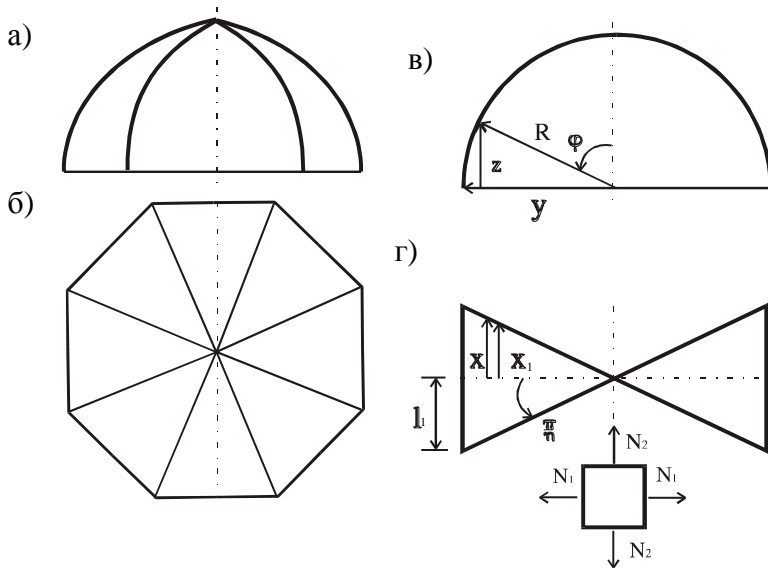 а)
в)
R
φ
z
y
б)
г)
X
X₁
l₁
π/n
N₂
N₁
N₁
N₂